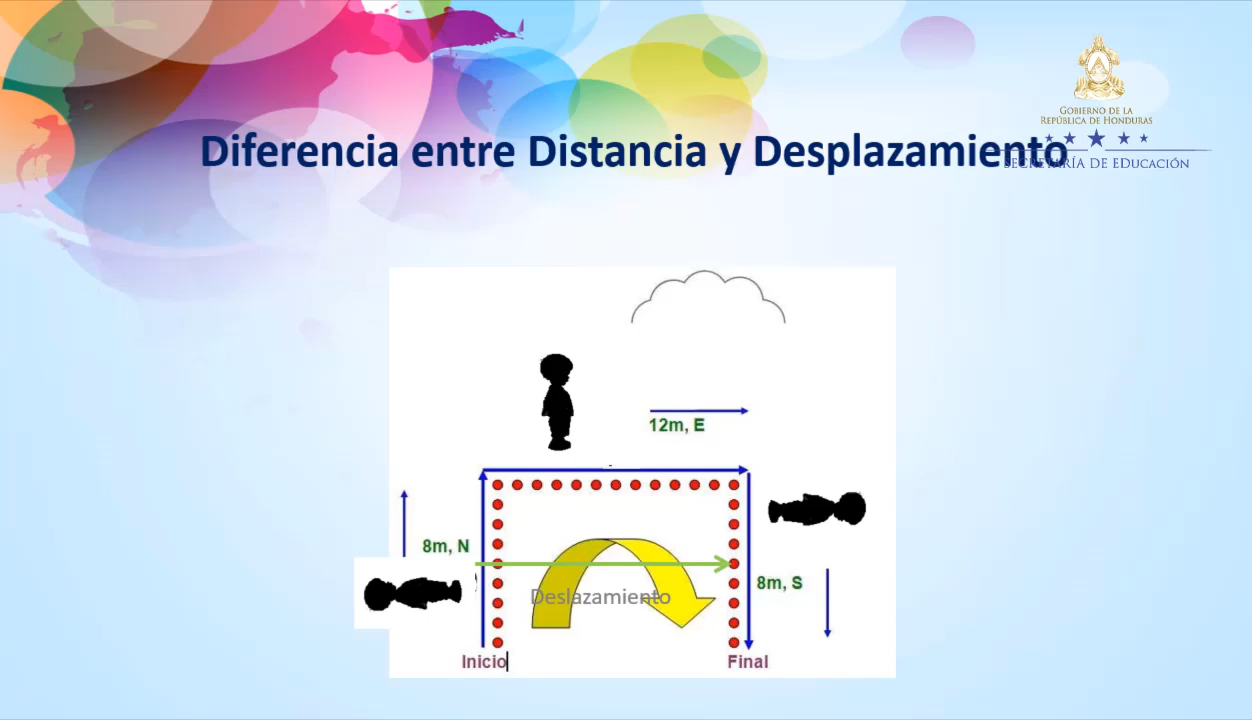 GOBIERNO DE LA
REPÚBLICA DE HONDURAS
Diferencia entre Distancia y Desplazamiento
SECRETARÍA DE EDUCACIÓN
12m, E
8m, N
8m, S
Deslazamiento
Inicio
Final